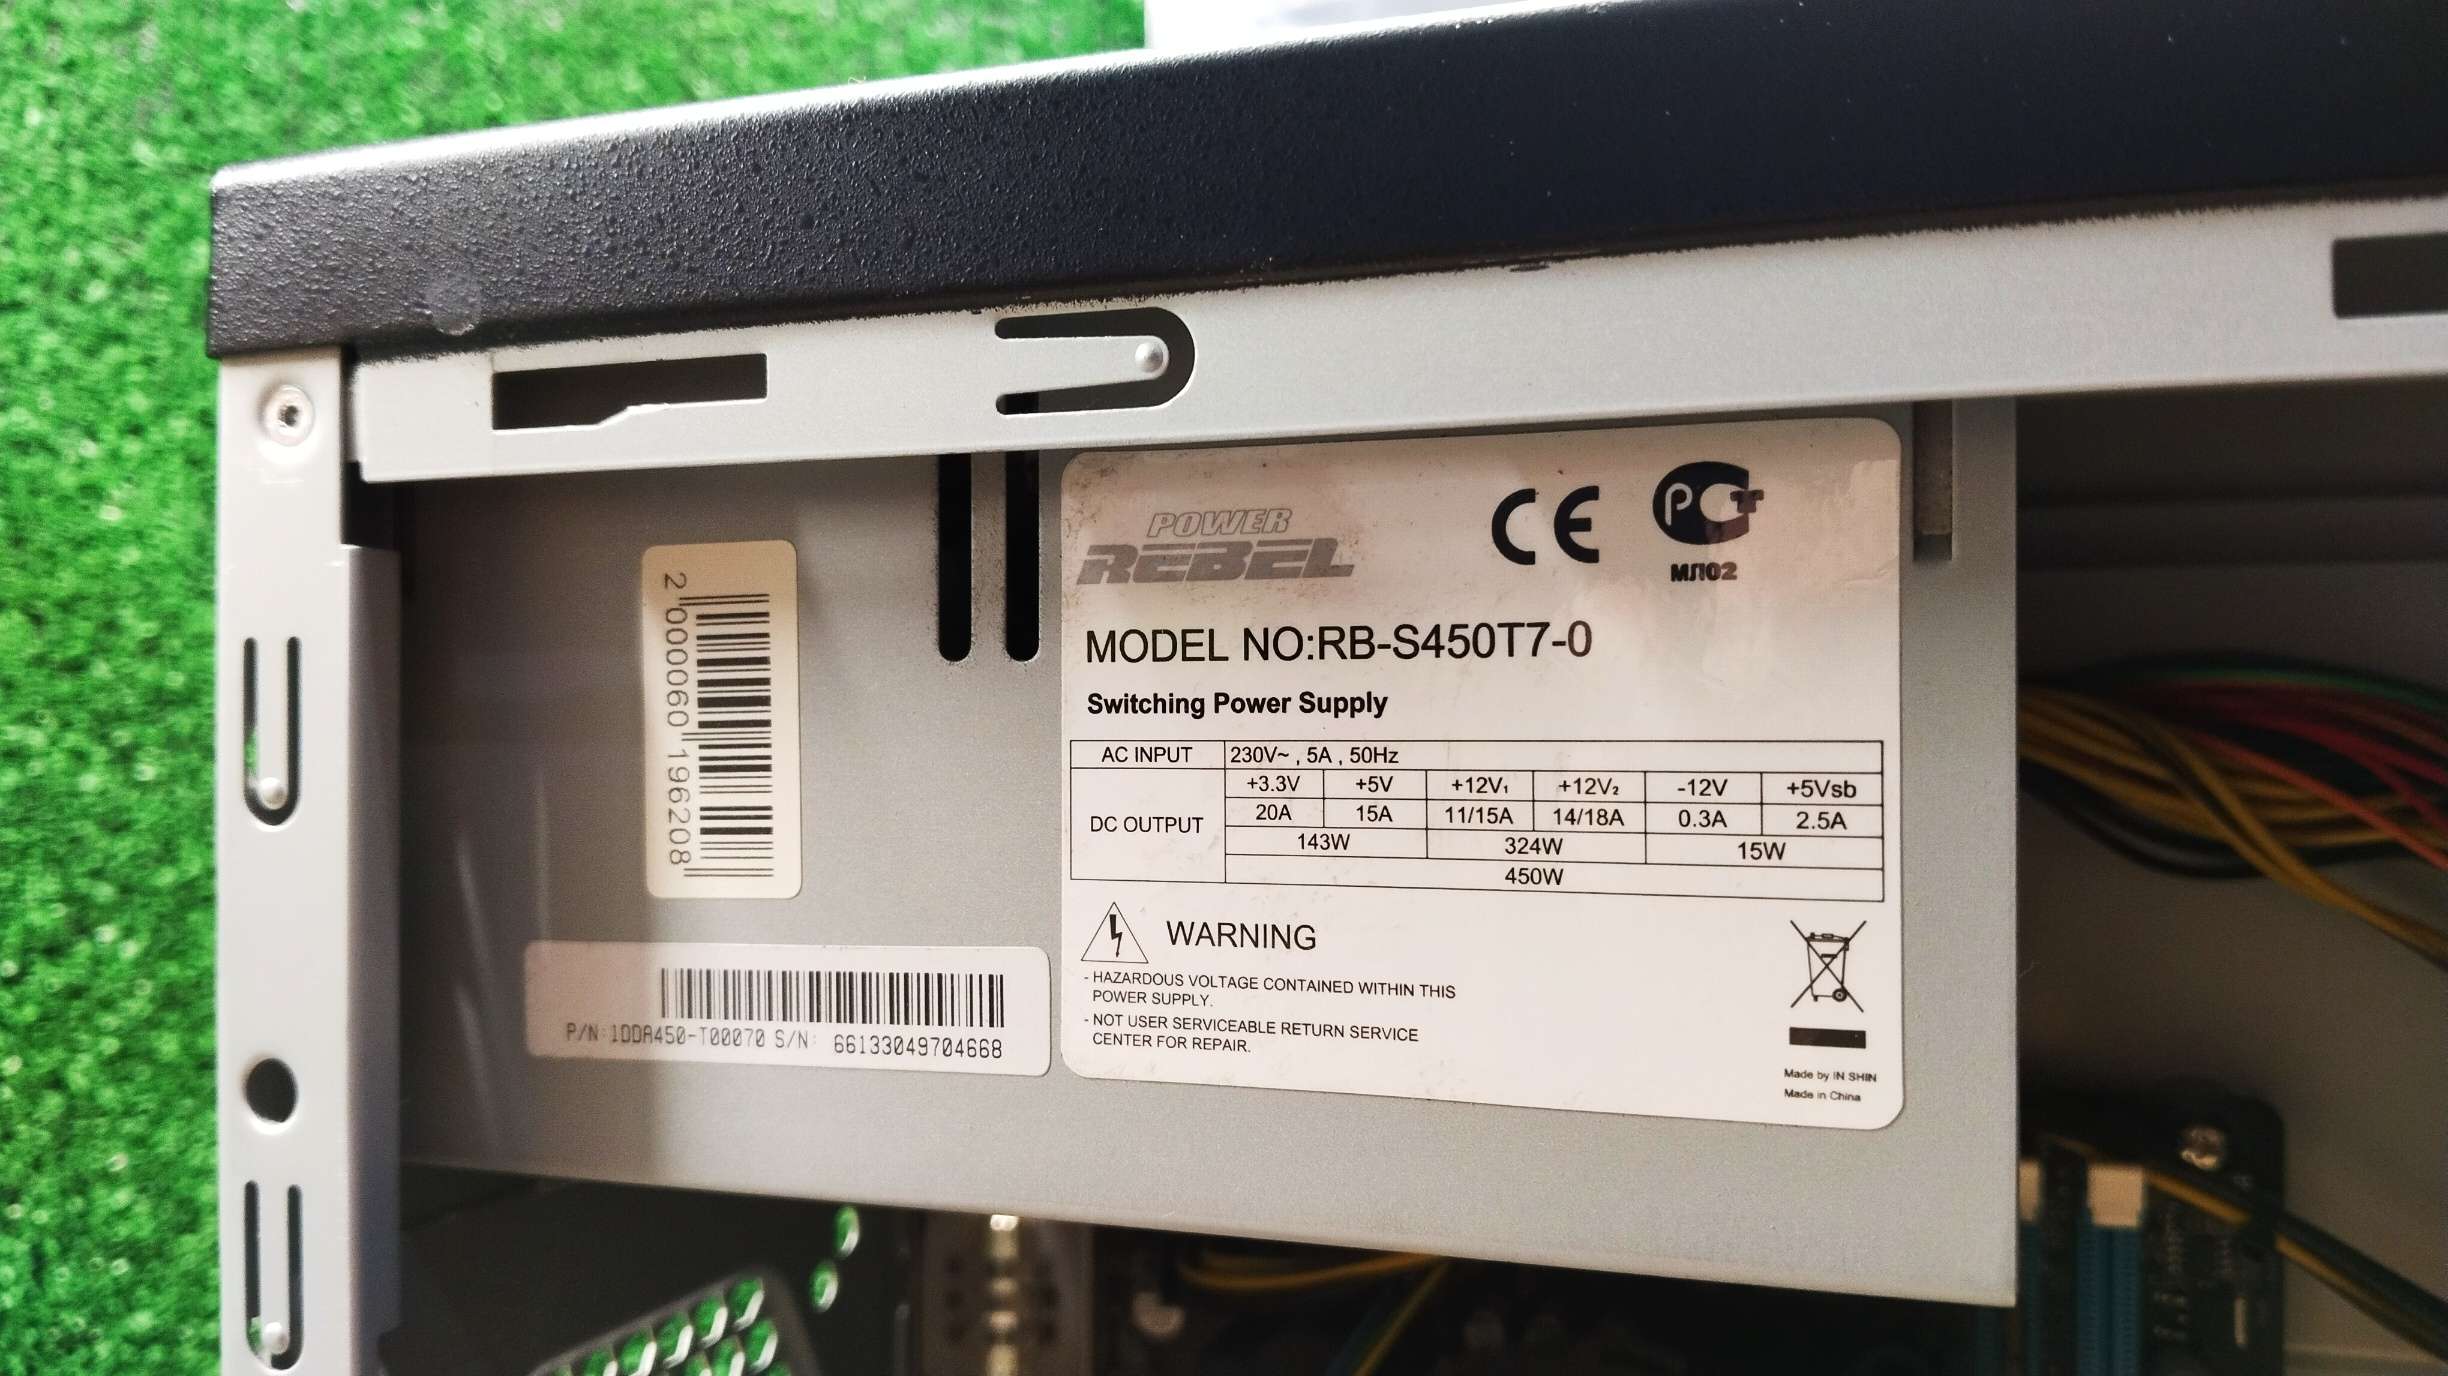 POWER
REBEL
CE
РСТ
МЛ02
MODEL NO:RB-S450T7-0
Switching Power Supply
AC INPUT 230V~ , 5A , 50Hz
DC OUTPUT +3.3V +5V +12V₁ +12V₂ -12V +5Vsb
20A 15A 11/15A 14/18A 0.3A 2.5A
143W 324W 15W
450W
WARNING
- HAZARDOUS VOLTAGE CONTAINED WITHIN THIS
POWER SUPPLY.
- NOT USER SERVICEABLE RETURN SERVICE
CENTER FOR REPAIR.
Made by IN SHIN
Made in China
2 000060 196208
P/N:1DDA450-T00070 S/N: 66133049704668